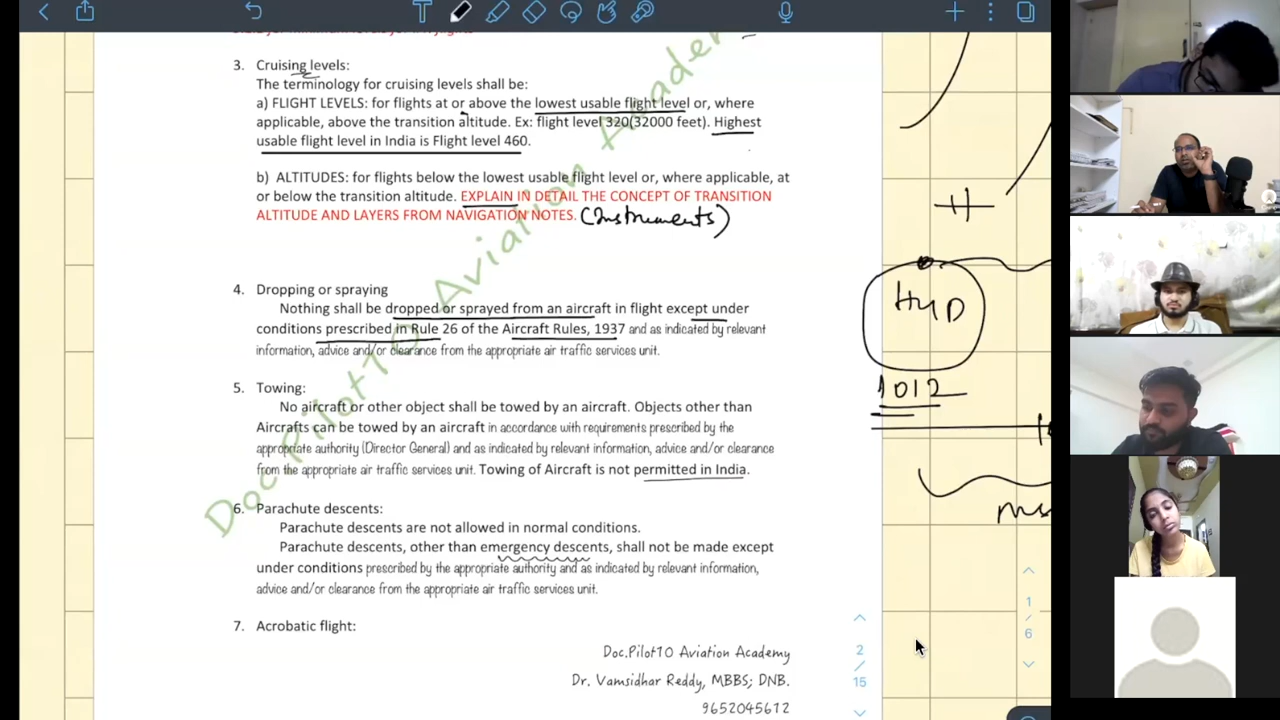 3. Cruising levels:
The terminology for cruising levels shall be:
a) FLIGHT LEVELS: for flights at or above the lowest usable flight level or, where
applicable, above the transition altitude. Ex: flight level 320(32000 feet). Highest
usable flight level in India is Flight level 460.
b) ALTITUDES: for flights below the lowest usable flight level or, where applicable, at
or below the transition altitude. EXPLAIN IN DETAIL THE CONCEPT OF TRANSITION
ALTITUDE AND LAYERS FROM NAVIGATION NOTES. (Instruments)
4. Dropping or spraying
Nothing shall be dropped or sprayed from an aircraft in flight except under
conditions prescribed in Rule 26 of the Aircraft Rules, 1937 and as indicated by relevant
information, advice and/or clearance from the appropriate air traffic services unit.
5. Towing:
No aircraft or other object shall be towed by an aircraft. Objects other than
Aircrafts can be towed by an aircraft in accordance with requirements prescribed by the
appropriate authority (Director General) and as indicated by relevant information, advice and/or clearance
from the appropriate air traffic services unit. Towing of Aircraft is not permitted in India.
6. Parachute descents:
Parachute descents are not allowed in normal conditions.
Parachute descents, other than emergency descents, shall not be made except
under conditions prescribed by the appropriate authority and as indicated by relevant information,
advice and/or clearance from the appropriate air traffic services unit.
7. Acrobatic flight:
Doc.Pilot10 Aviation Academy
Dr. Vamsidhar Reddy, MBBS; DNB.
9652045612
Doc.Pilot10 Aviation Academy
HYD
1012
2
/
15
1
/
6